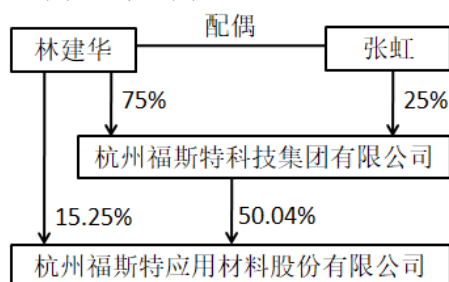 配偶
林建华
张虹
75%
25%
杭州福斯特科技集团有限公司
15.25%
50.04%
杭州福斯特应用材料股份有限公司